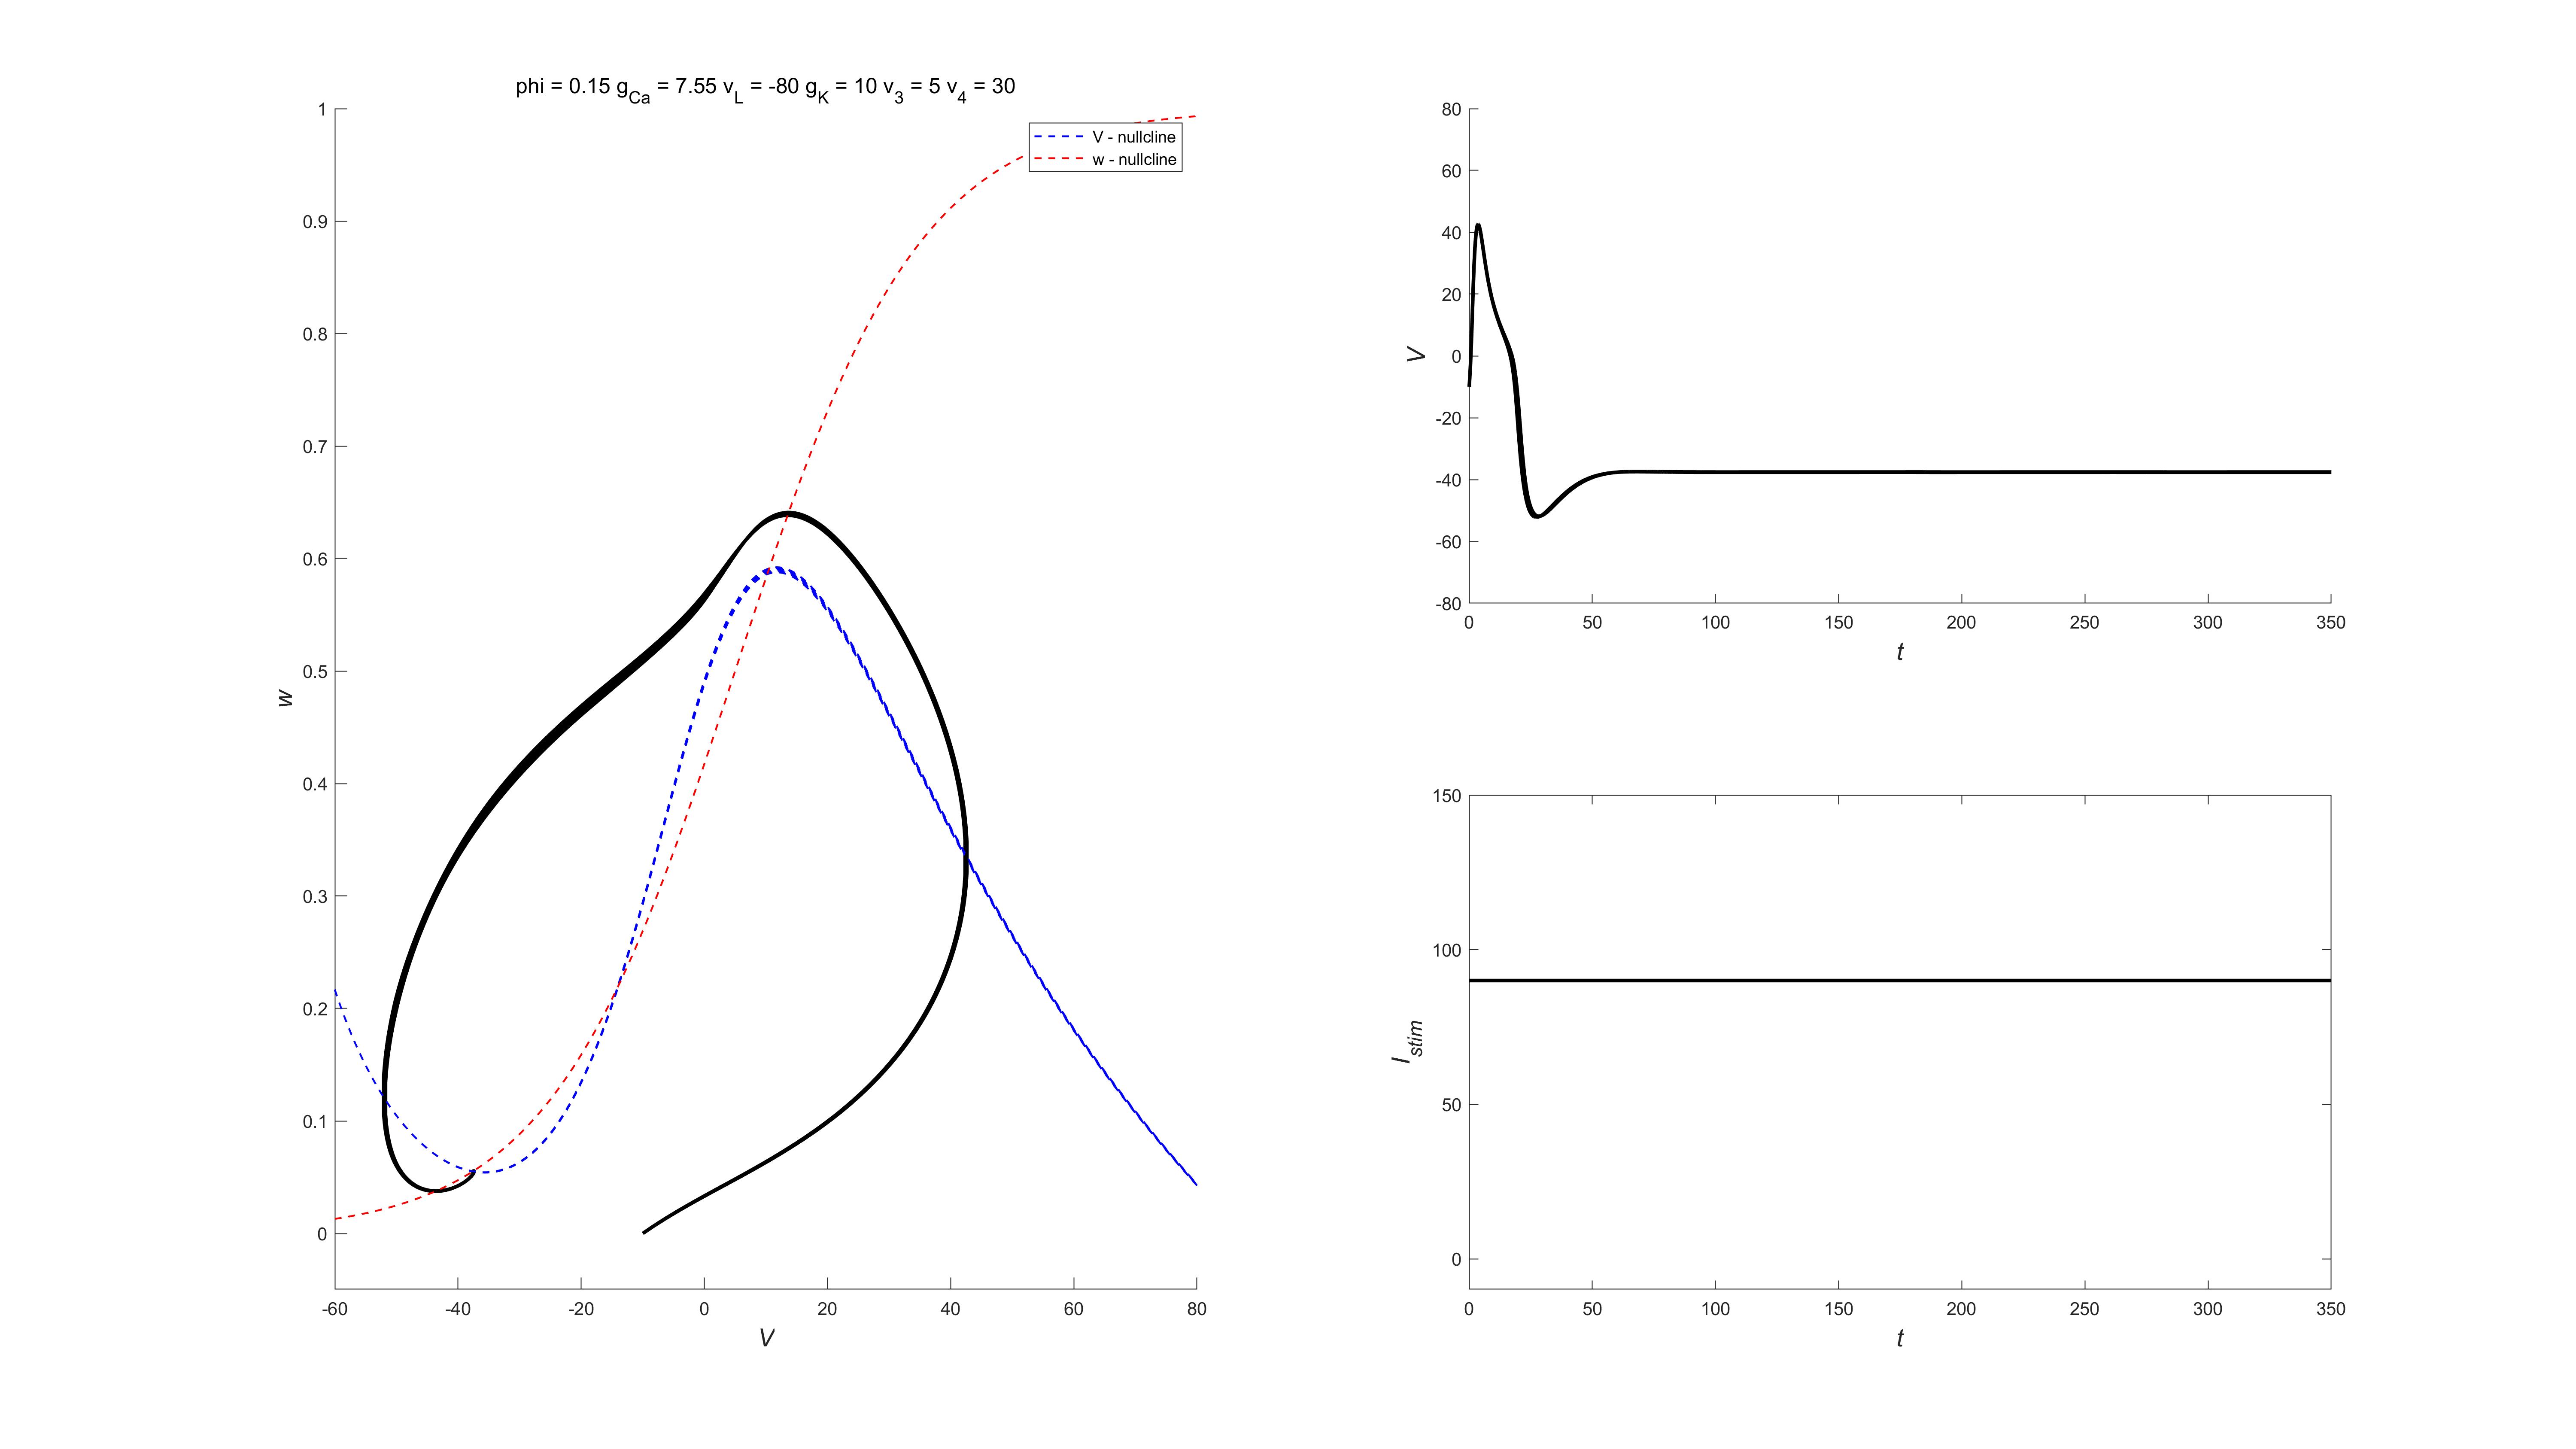 phi = 0.15 g_Ca = 7.55 v_L = -80 g_K = 10 v_3 = 5 v_4 = 30
V - nullcline
w - nullcline
1
0.9
0.8
0.7
0.6
0.5
0.4
0.3
0.2
0.1
0
w
-60 -40 -20 0 20 40 60 80
V
80
60
40
20
0
-20
-40
-60
-80
V
0 50 100 150 200 250 300 350
t
150
100
50
0
I_stim
0 50 100 150 200 250 300 350
t